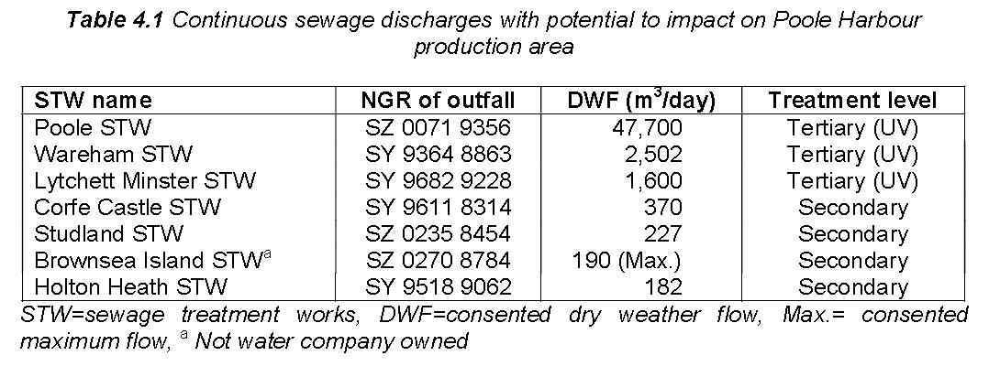 Table 4.1 Continuous sewage discharges with potential to impact on Poole Harbour
production area
STW name NGR of outfall DWF (m³/day) Treatment level
Poole STW SZ 0071 9356 47,700 Tertiary (UV)
Wareham STW SY 9364 8863 2,502 Tertiary (UV)
Lytchett Minster STW SY 9682 9228 1,600 Tertiary (UV)
Corfe Castle STW SY 9611 8314 370 Secondary
Studland STW SZ 0235 8454 227 Secondary
Brownsea Island STWᵃ SZ 0270 8784 190 (Max.) Secondary
Holton Heath STW SY 9518 9062 182 Secondary
STW=sewage treatment works, DWF=consented dry weather flow, Max.= consented
maximum flow, ᵃ Not water company owned